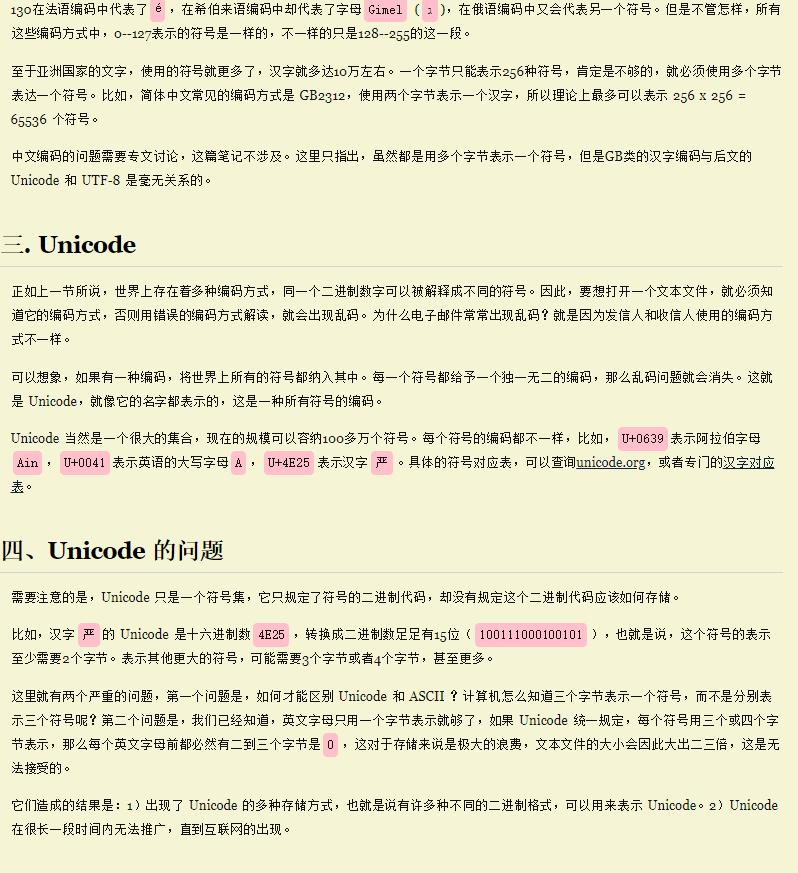 130在法语编码中代表了 é ，在希伯来语编码中却代表了字母 Gimel （ ג ），在俄语编码中又会代表另一个符号。但是不管怎样，所有
这些编码方式中，0--127表示的符号是一样的，不一样的只是128--255的这一段。
至于亚洲国家的文字，使用的符号就更多了，汉字就多达10万左右。一个字节只能表示256种符号，肯定是不够的，就必须使用多个字节
表达一个符号。比如，简体中文常见的编码方式是 GB2312，使用两个字节表示一个汉字，所以理论上最多可以表示 256 x 256 =
65536 个符号。
中文编码的问题需要专文讨论，这篇笔记不涉及。这里只指出，虽然都是用多个字节表示一个符号，但是GB类的汉字编码与后文的
Unicode 和 UTF-8 是毫无关系的。
三. Unicode
正如上一节所说，世界上存在着多种编码方式，同一个二进制数字可以被解释成不同的符号。因此，要想打开一个文本文件，就必须知
道它的编码方式，否则用错误的编码方式解读，就会出现乱码。为什么电子邮件常常出现乱码？就是因为发信人和收信人使用的编码方
式不一样。
可以想象，如果有一种编码，将世界上所有的符号都纳入其中。每一个符号都给予一个独一无二的编码，那么乱码问题就会消失。这就
是 Unicode，就像它的名字都表示的，这是一种所有符号的编码。
Unicode 当然是一个很大的集合，现在的规模可以容纳100多万个符号。每个符号的编码都不一样，比如， U+0639 表示阿拉伯字母
Ain ， U+0041 表示英语的大写字母 A ， U+4E25 表示汉字 严 。具体的符号对应表，可以查询unicode.org，或者专门的汉字对应
表。
四、Unicode 的问题
需要注意的是，Unicode 只是一个符号集，它只规定了符号的二进制代码，却没有规定这个二进制代码应该如何存储。
比如，汉字 严 的 Unicode 是十六进制数 4E25 ，转换成二进制数足足有15位（ 100111000100101 ），也就是说，这个符号的表示
至少需要2个字节。表示其他更大的符号，可能需要3个字节或者4个字节，甚至更多。
这里就有两个严重的问题，第一个问题是，如何才能区别 Unicode 和 ASCII ？计算机怎么知道三个字节表示一个符号，而不是分别表
示三个符号呢？第二个问题是，我们已经知道，英文字母只用一个字节表示就够了，如果 Unicode 统一规定，每个符号用三个或四个字
节表示，那么每个英文字母前都必然有二到三个字节是 0 ，这对于存储来说是极大的浪费，文本文件的大小会因此大出二三倍，这是无
法接受的。
它们造成的结果是：1）出现了 Unicode 的多种存储方式，也就是说有许多种不同的二进制格式，可以用来表示 Unicode。2）Unicode
在很长一段时间内无法推广，直到互联网的出现。